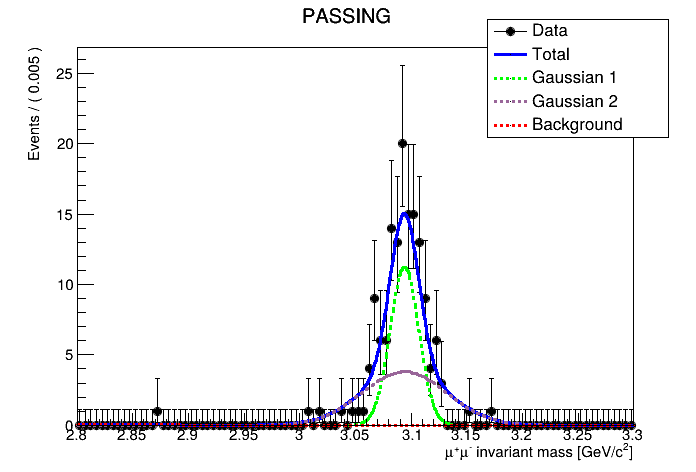 PASSING
Data
Total
Gaussian 1
Gaussian 2
Background
Events / ( 0.005 )
25
20
15
10
5
0
2.8 2.85 2.9 2.95 3 3.05 3.1 3.15 3.2 3.25 3.3
μ⁺μ⁻ invariant mass [GeV/c²]